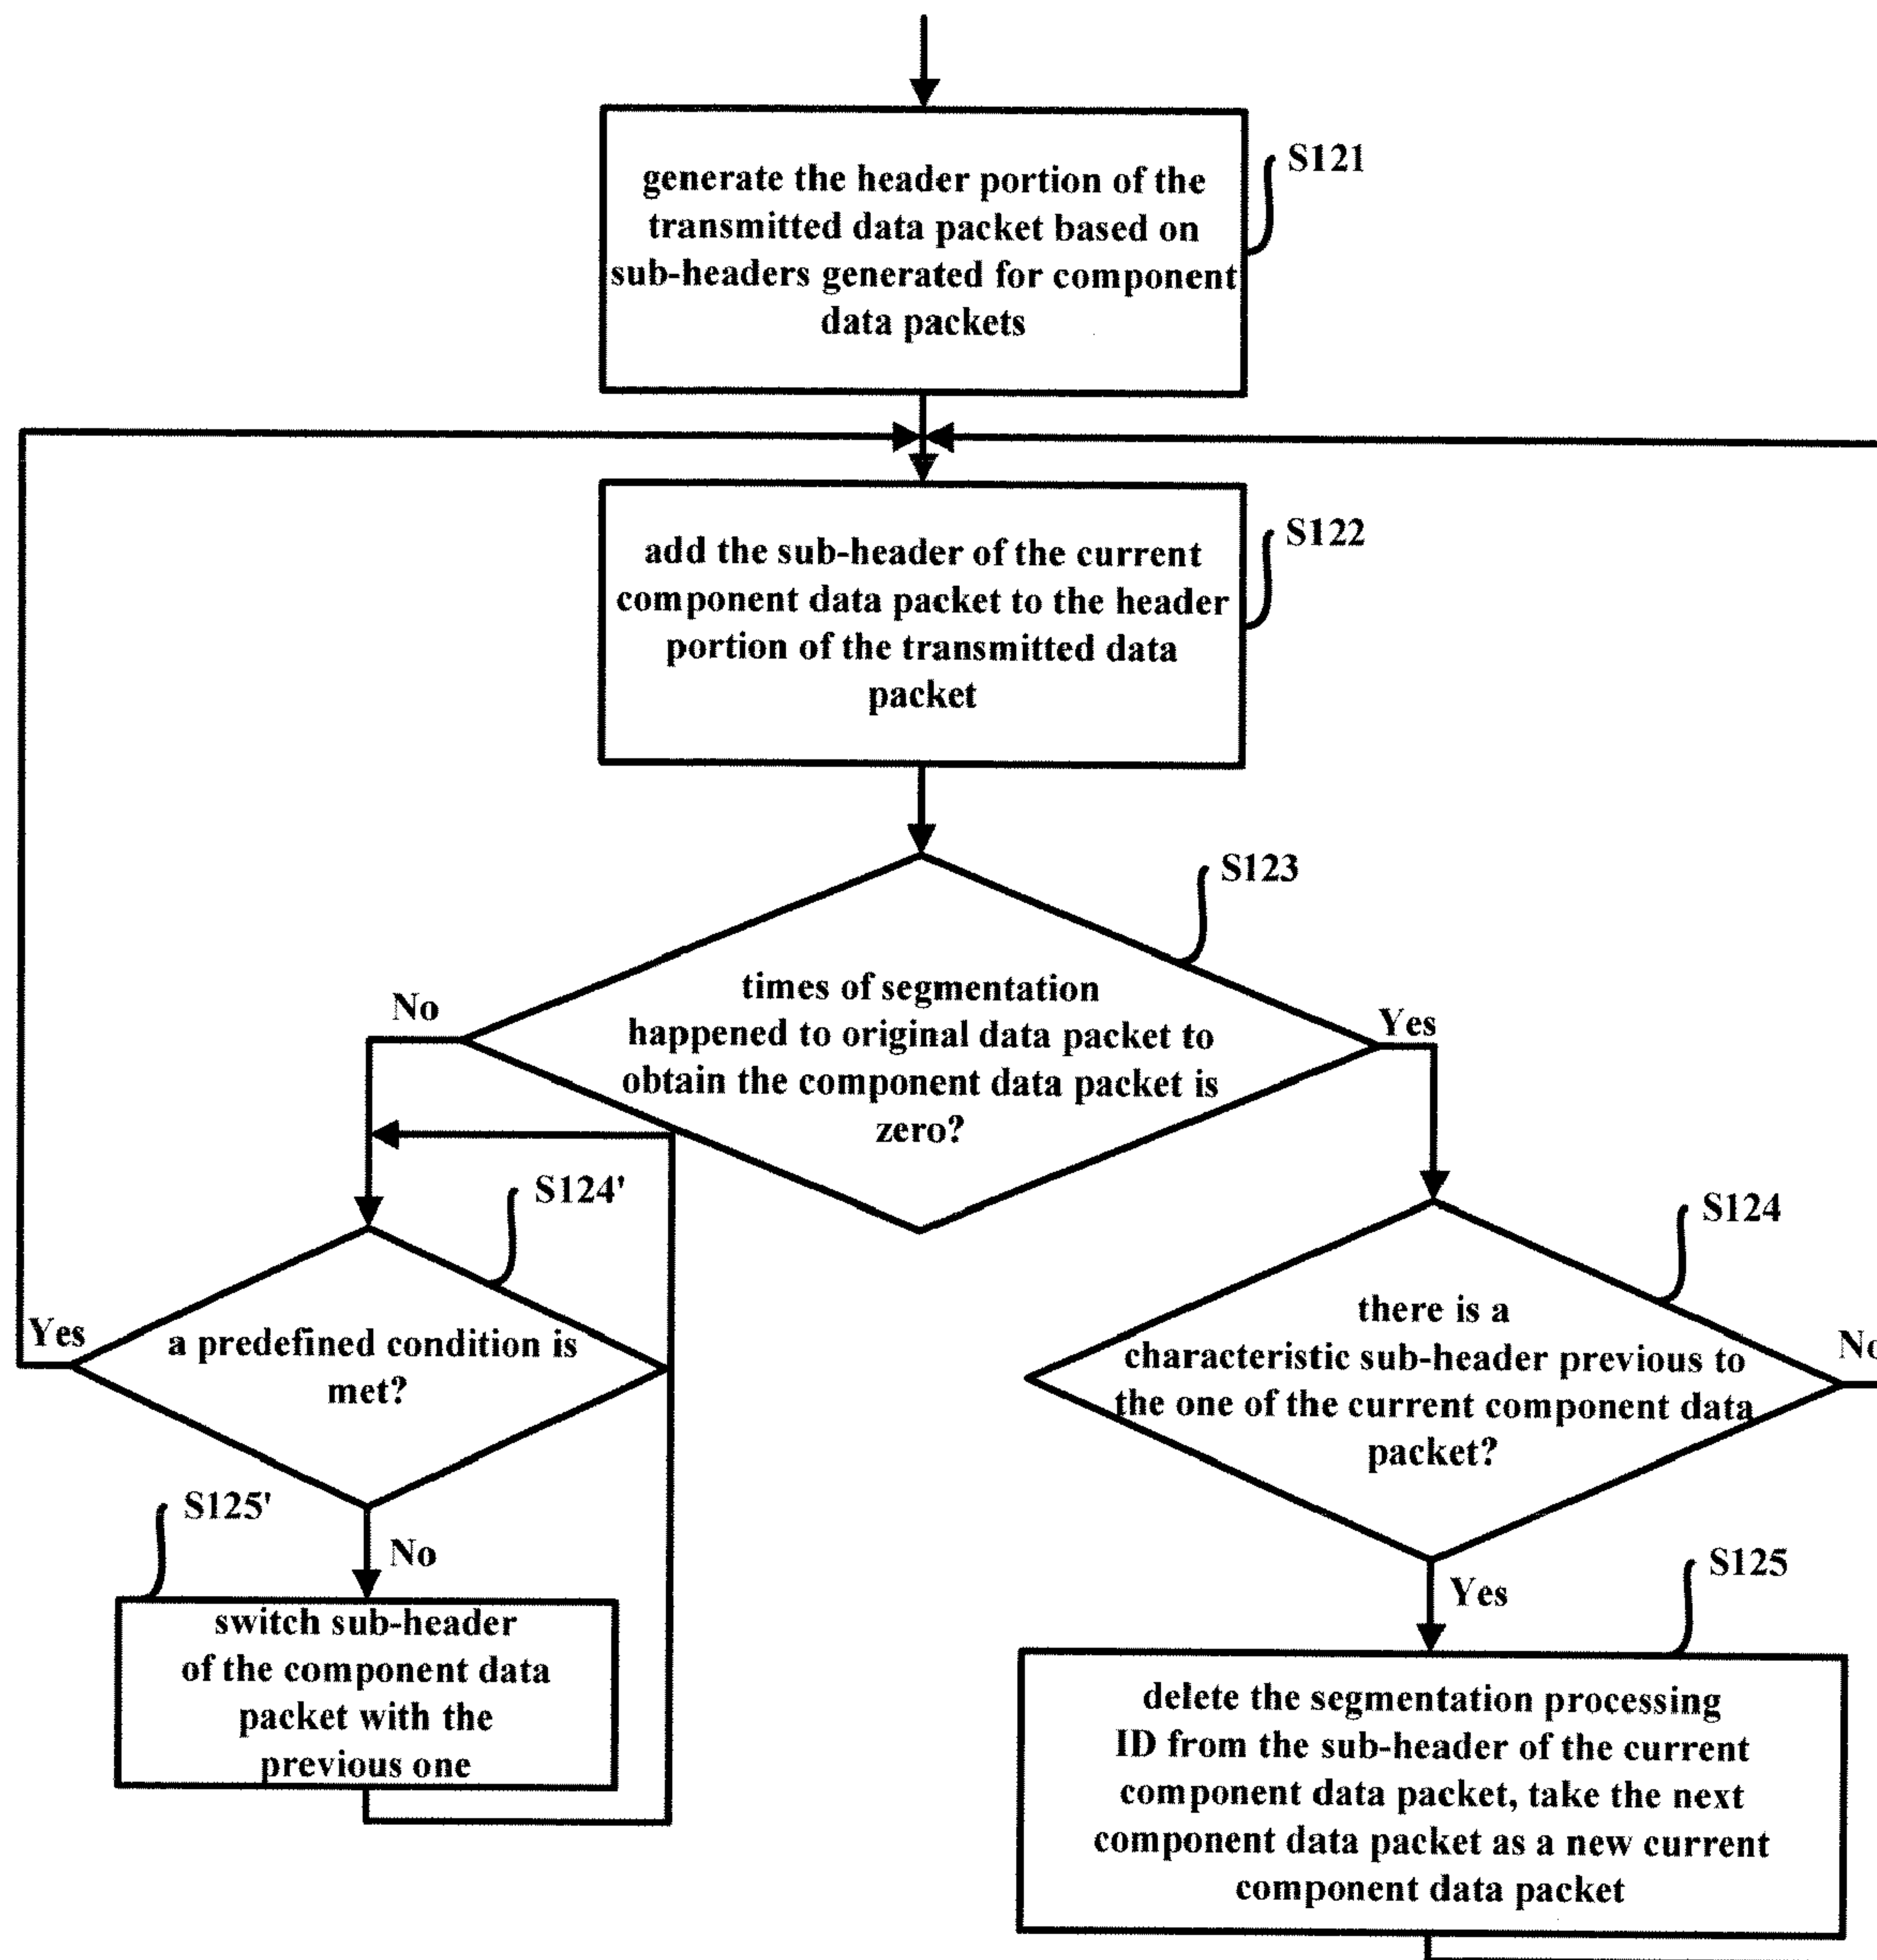 generate the header portion of the
transmitted data packet based on
sub-headers generated for component
data packets
S121
add the sub-header of the current
component data packet to the header
portion of the transmitted data
packet
S122
S123
times of segmentation
happened to original data packet to
obtain the component data packet is
zero?
No
Yes
S124'
a predefined condition is
met?
Yes
No
S125'
switch sub-header
of the component data
packet with the
previous one
S124
there is a
characteristic sub-header previous to
the one of the current component data
packet?
No
Yes
S125
delete the segmentation processing
ID from the sub-header of the current
component data packet, take the next
component data packet as a new current
component data packet